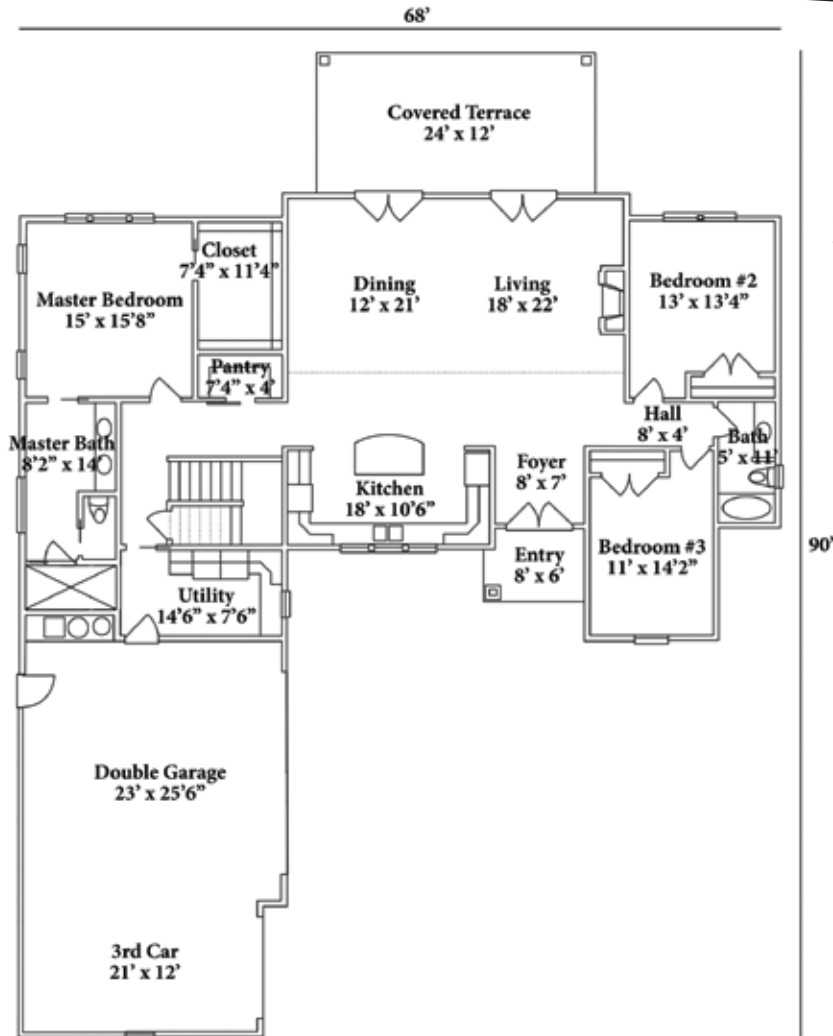 68’
Covered Terrace
24’ x 12’
Closet
7’4” x 11’4”
Master Bedroom
15’ x 15’8”
Dining
12’ x 21’
Living
18’ x 22’
Bedroom #2
13’ x 13’4”
Pantry
7’4” x 4’
Master Bath
8’2” x 14’
Hall
8’ x 4’
Bath
5’ x 11’
Kitchen
18’ x 10’6”
Foyer
8’ x 7’
Entry
8’ x 6’
Bedroom #3
11’ x 14’2”
90’
Utility
14’6” x 7’6”
Double Garage
23’ x 25’6”
3rd Car
21’ x 12’